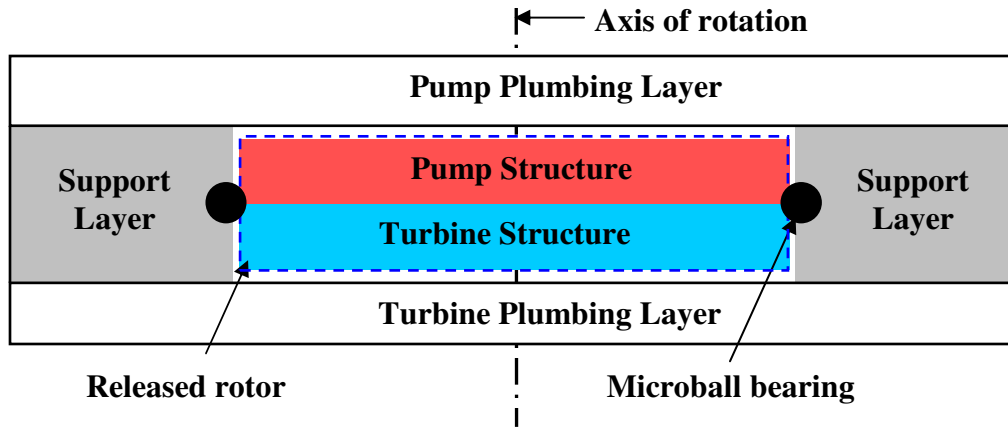 Axis of rotation
Pump Plumbing Layer
Support
Layer
Pump Structure
Turbine Structure
Support
Layer
Turbine Plumbing Layer
Released rotor
Microball bearing